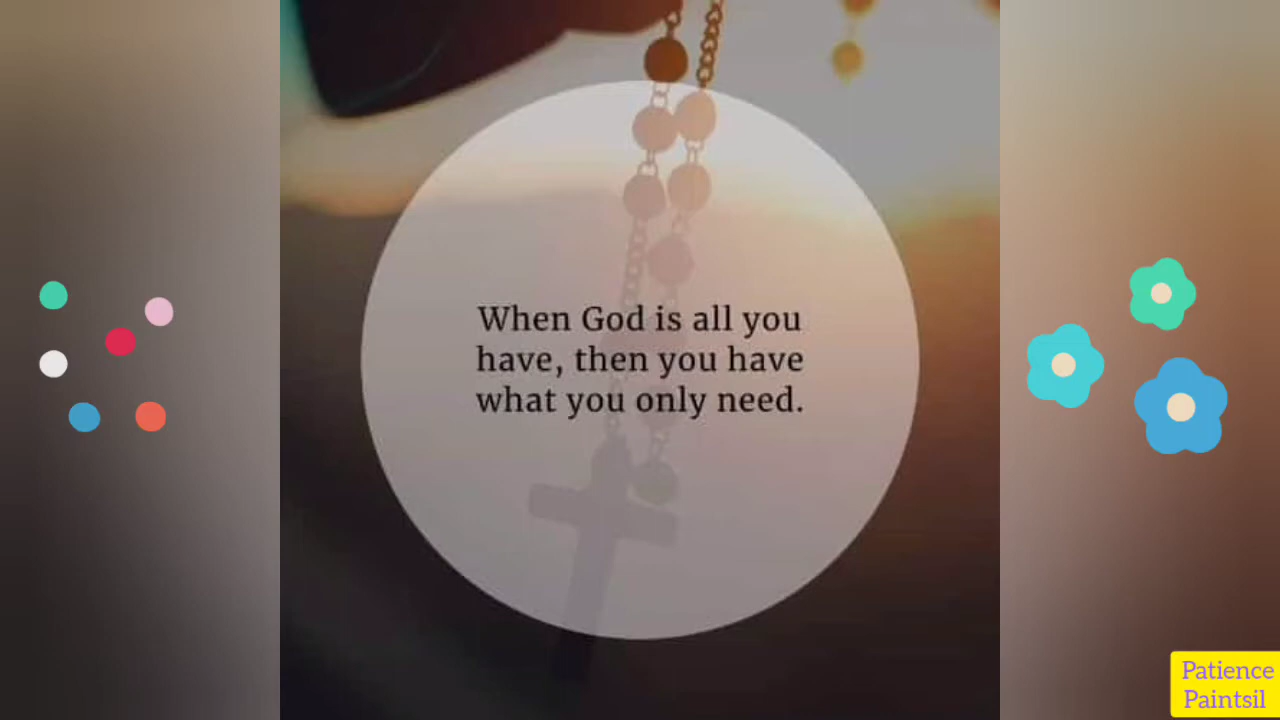 When God is all you
have, then you have
what you only need.
Patience
Paintsil